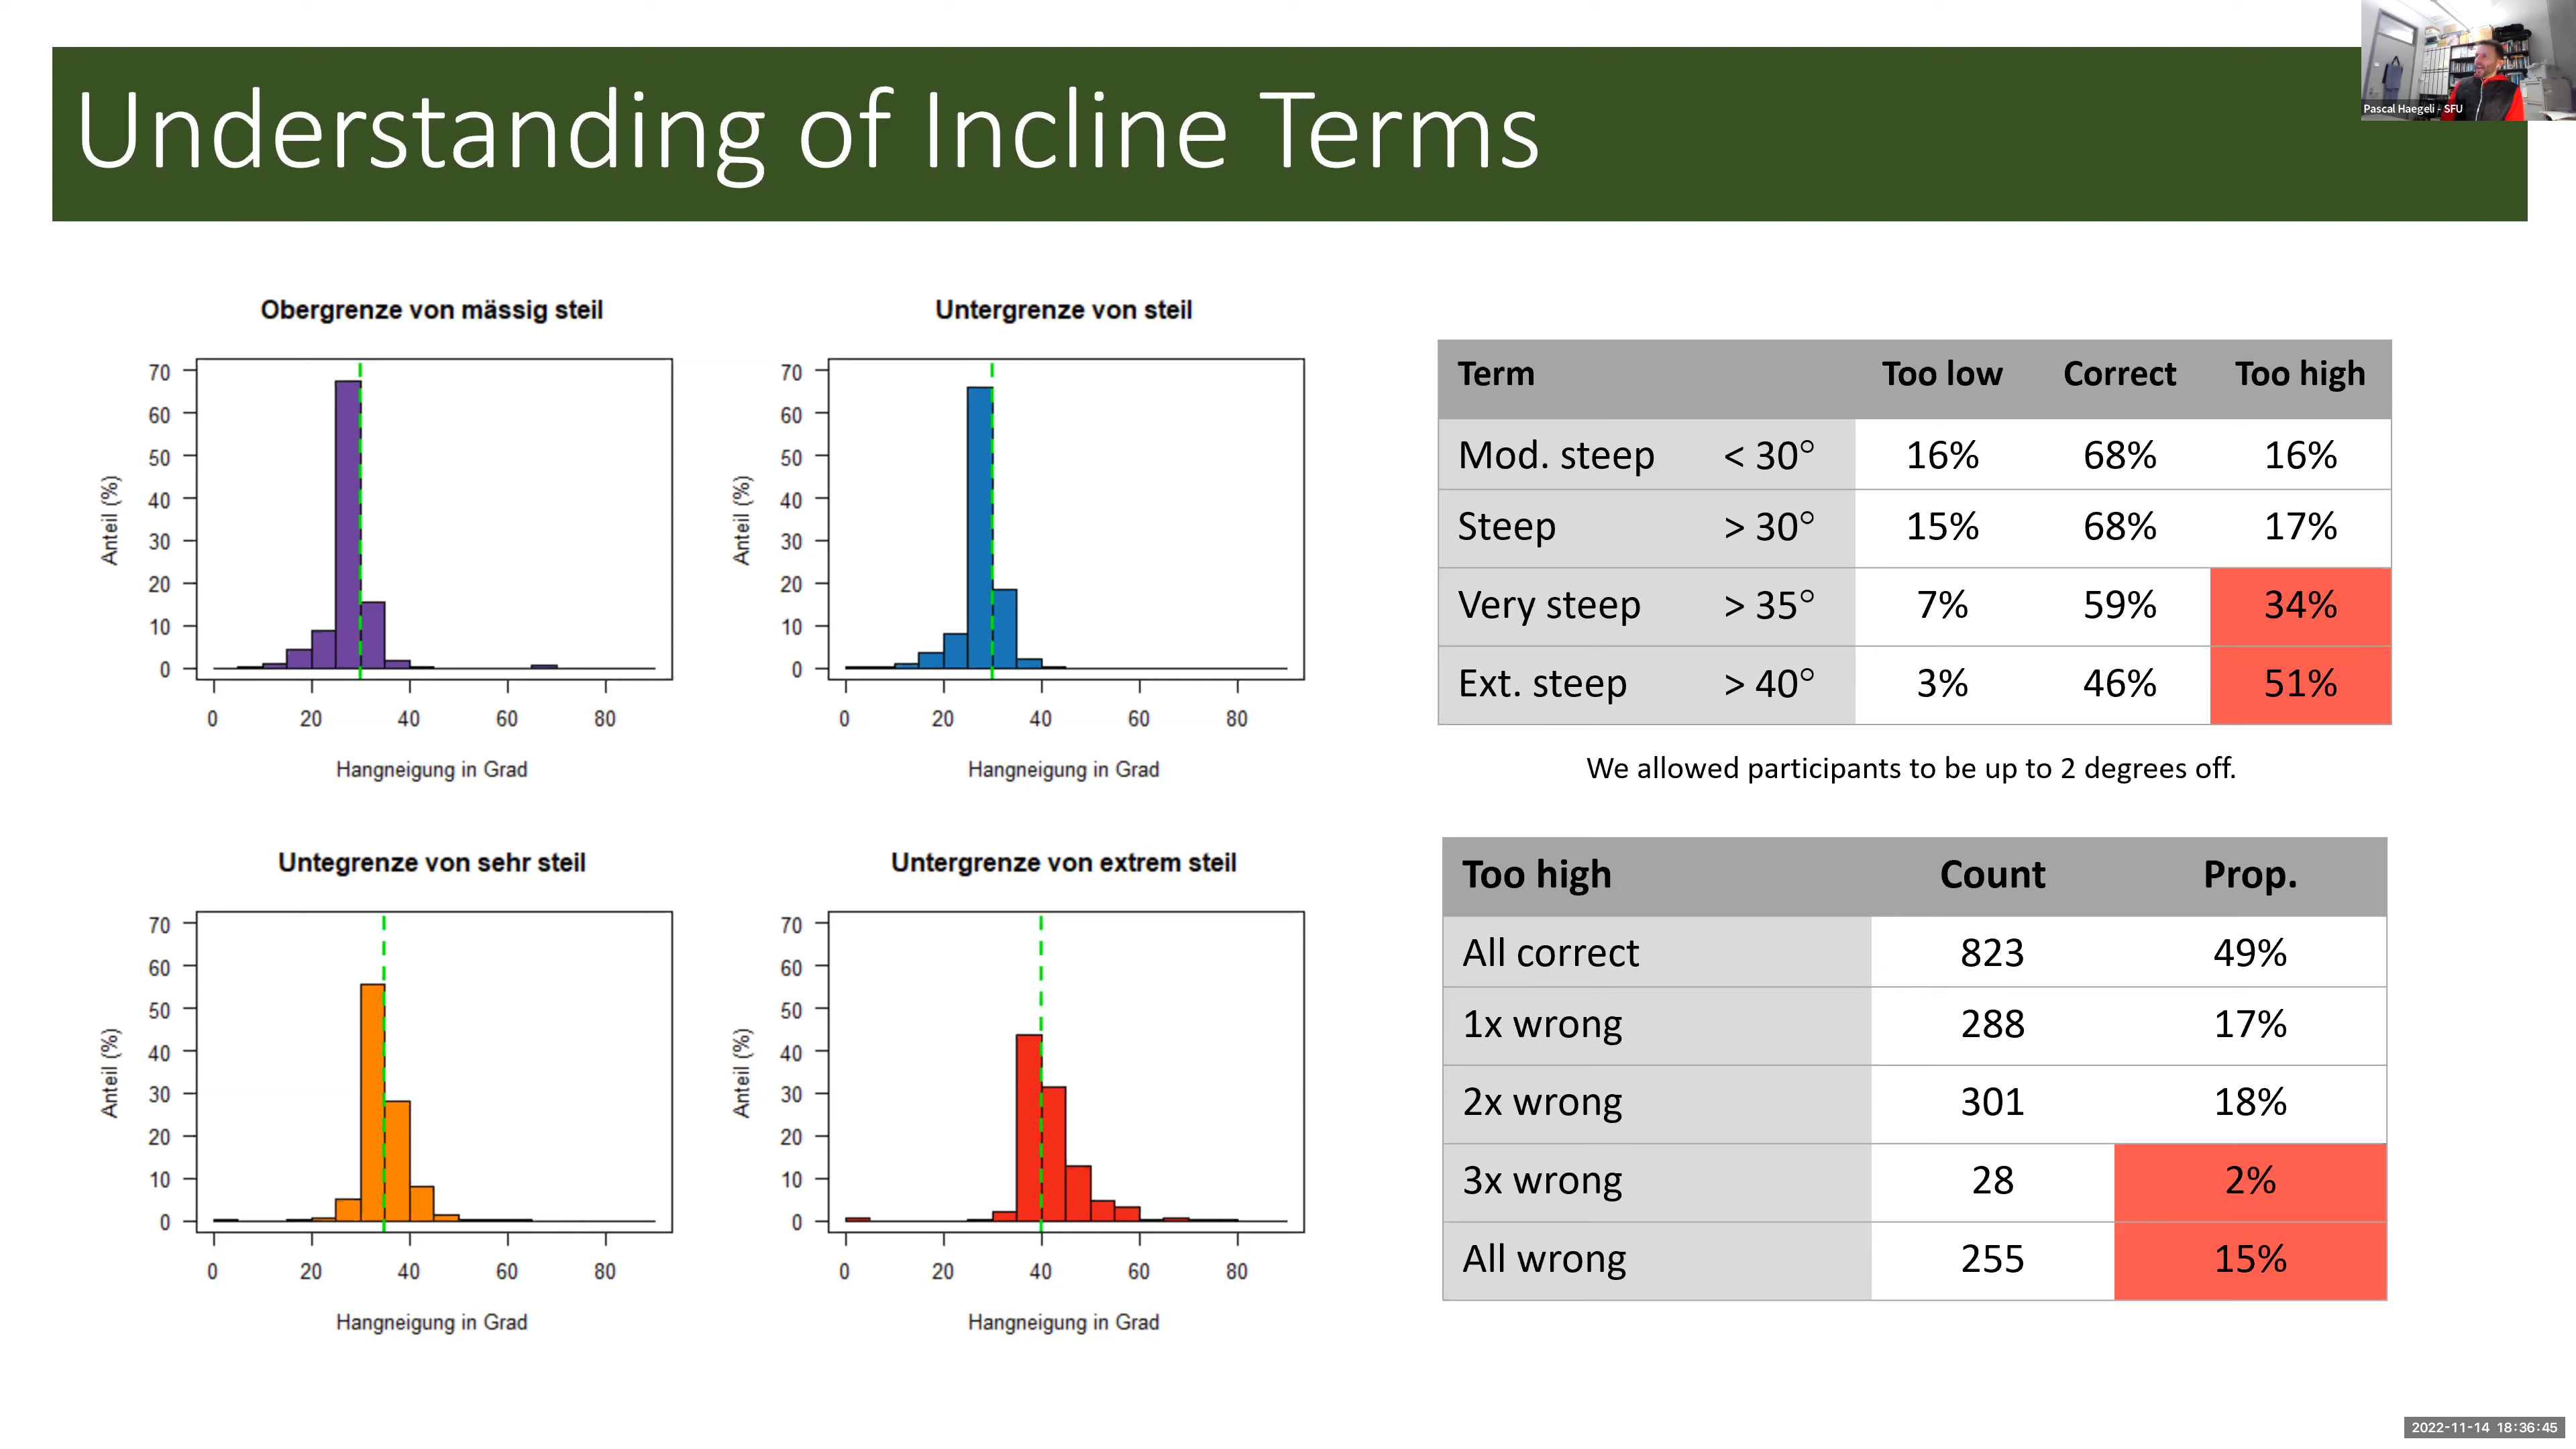 Understanding of Incline Terms
Pascal Haegeli - SFU
Obergrenze von mässig steil
Anteil (%)
70
60
50
40
30
20
10
0
0 20 40 60 80
Hangneigung in Grad
Untergrenze von steil
Anteil (%)
70
60
50
40
30
20
10
0
0 20 40 60 80
Hangneigung in Grad
Untegrenze von sehr steil
Anteil (%)
70
60
50
40
30
20
10
0
0 20 40 60 80
Hangneigung in Grad
Untergrenze von extrem steil
Anteil (%)
70
60
50
40
30
20
10
0
0 20 40 60 80
Hangneigung in Grad
Term Too low Correct Too high
Mod. steep < 30° 16% 68% 16%
Steep > 30° 15% 68% 17%
Very steep > 35° 7% 59% 34%
Ext. steep > 40° 3% 46% 51%
We allowed participants to be up to 2 degrees off.
Too high Count Prop.
All correct 823 49%
1x wrong 288 17%
2x wrong 301 18%
3x wrong 28 2%
All wrong 255 15%
2022-11-14 18:36:45